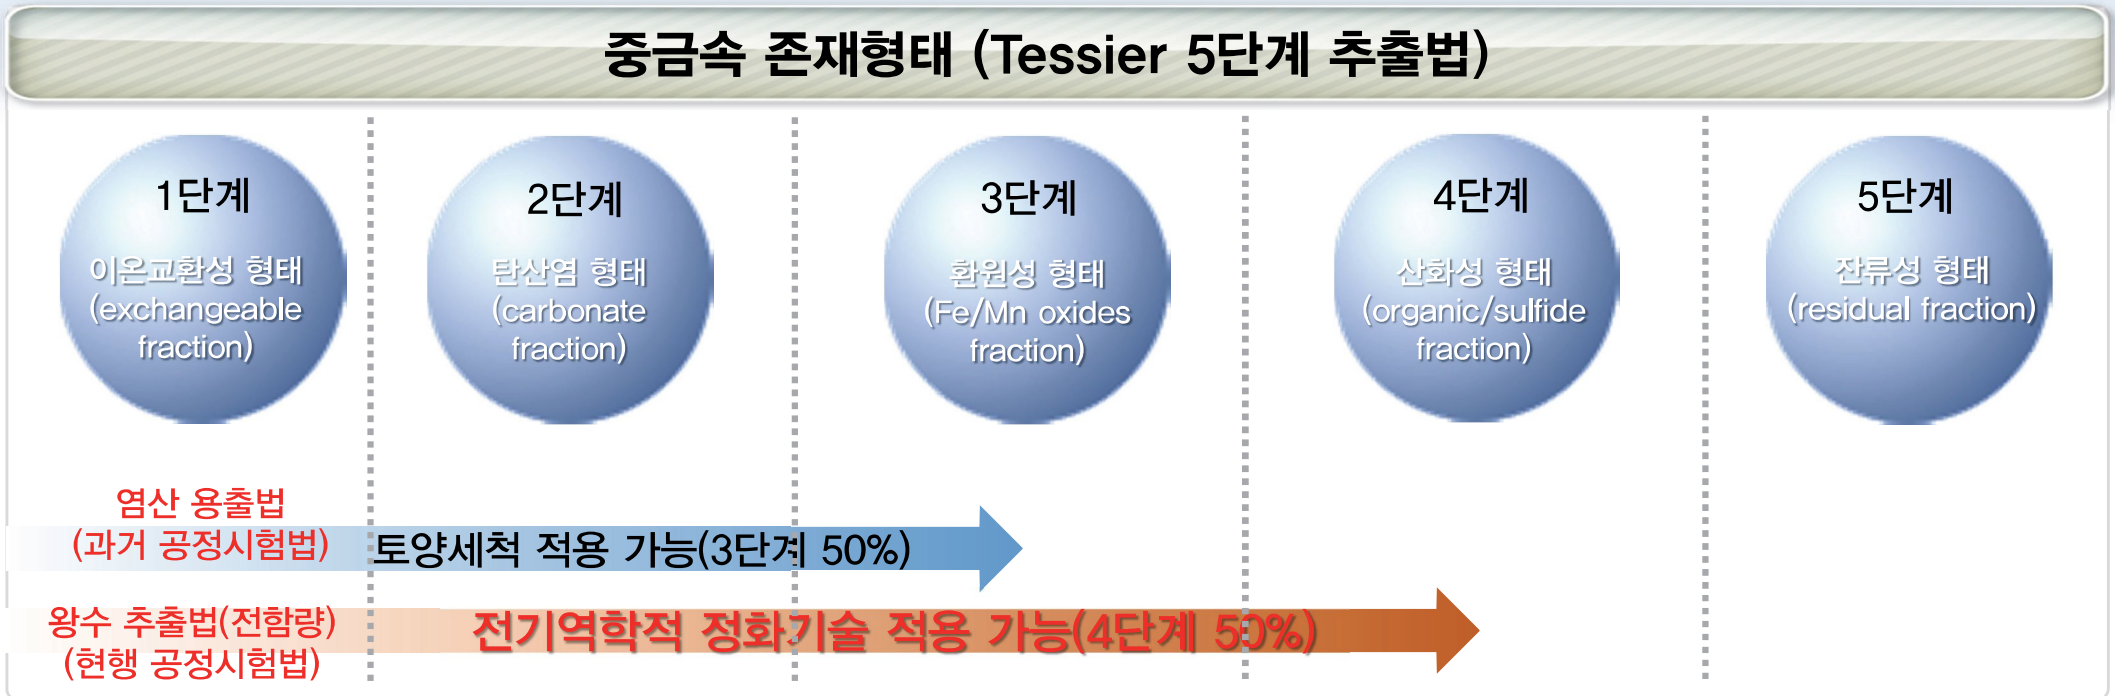 중금속 존재형태 (Tessier 5단계 추출법)
1단계
이온교환성 형태
(exchangeable
fraction)
2단계
탄산염 형태
(carbonate
fraction)
3단계
환원성 형태
(Fe/Mn oxides
fraction)
4단계
산화성 형태
(organic/sulfide
fraction)
5단계
잔류성 형태
(residual fraction)
염산 용출법
(과거 공정시험법)
토양세척 적용 가능(3단계 50%)
왕수 추출법(전함량)
(현행 공정시험법)
전기역학적 정화기술 적용 가능(4단계 50%)